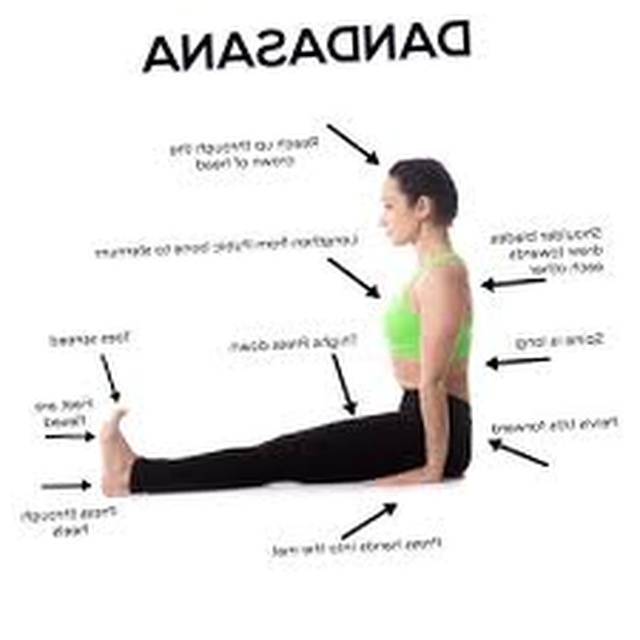 DANDASANA
Reach up through the
crown of head
Lengthen from Pubic bone to sternum
Shoulder blades
draw towards
each other
Toes spread
Thighs Press down
Spine is long
Feet are
flexed
Pelvis tilts forward
Press through
heels
Press hands into the mat